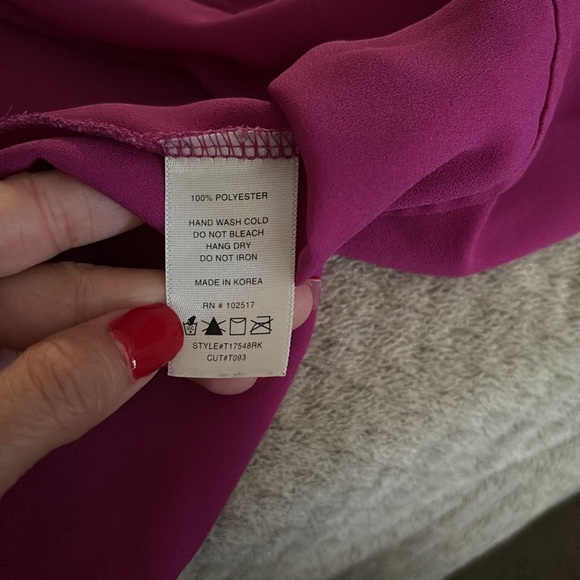 100% POLYESTER
HAND WASH COLD
DO NOT BLEACH
HANG DRY
DO NOT IRON
MADE IN KOREA
RN # 102517
STYLE#T17548RK
CUT#T093